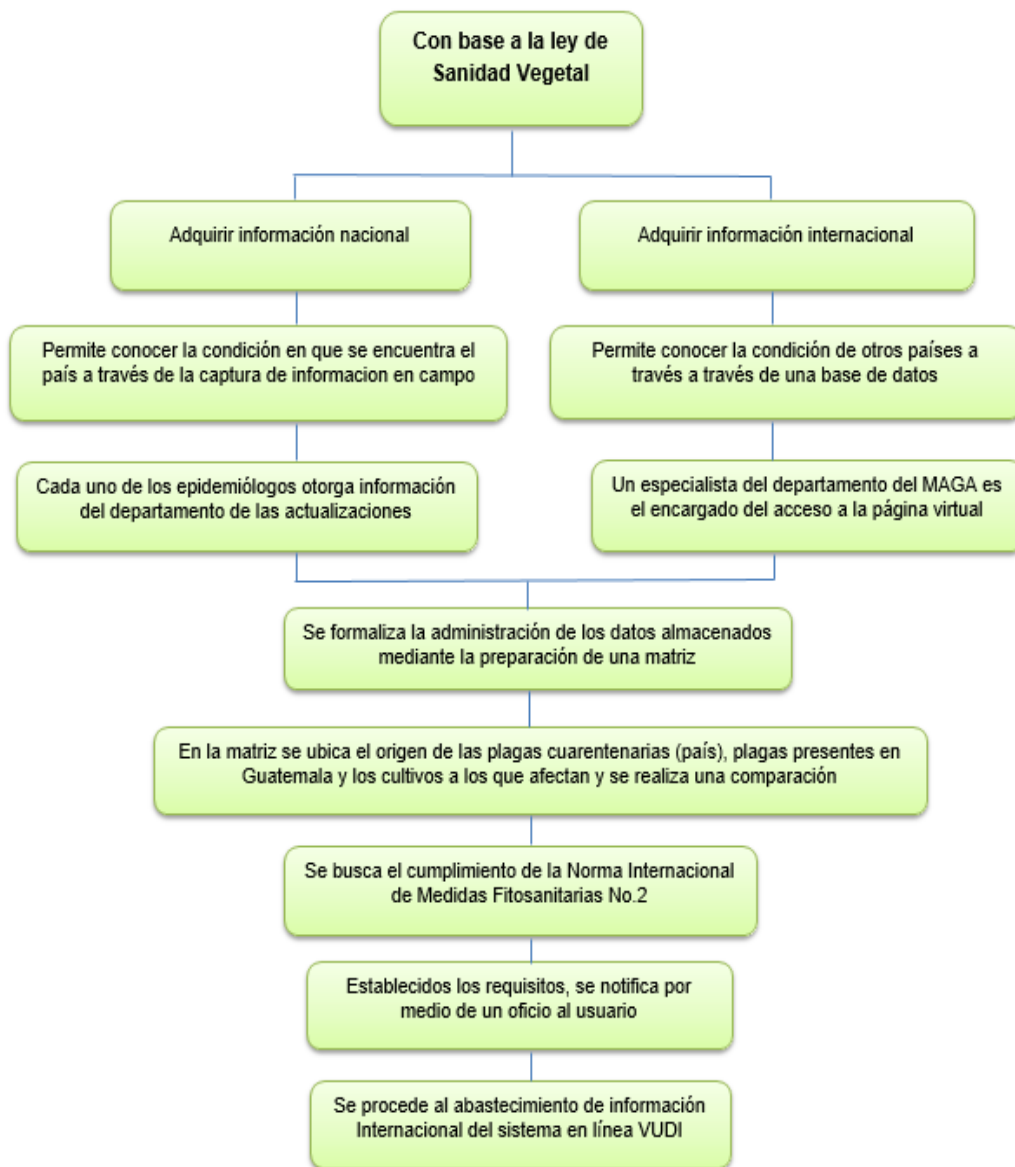 Con base a la ley de
Sanidad Vegetal
Adquirir información nacional
Adquirir información internacional
Permite conocer la condición en que se encuentra el
país a través de la captura de informacion en campo
Permite conocer la condición de otros países a
través a través de una base de datos
Cada uno de los epidemiólogos otorga información
del departamento de las actualizaciones
Un especialista del departamento del MAGA es
el encargado del acceso a la página virtual
Se formaliza la administración de los datos almacenados
mediante la preparación de una matriz
En la matriz se ubica el origen de las plagas cuarentenarias (país), plagas presentes en
Guatemala y los cultivos a los que afectan y se realiza una comparación
Se busca el cumplimiento de la Norma Internacional
de Medidas Fitosanitarias No.2
Establecidos los requisitos, se notifica por
medio de un oficio al usuario
Se procede al abastecimiento de información
Internacional del sistema en línea VUDI